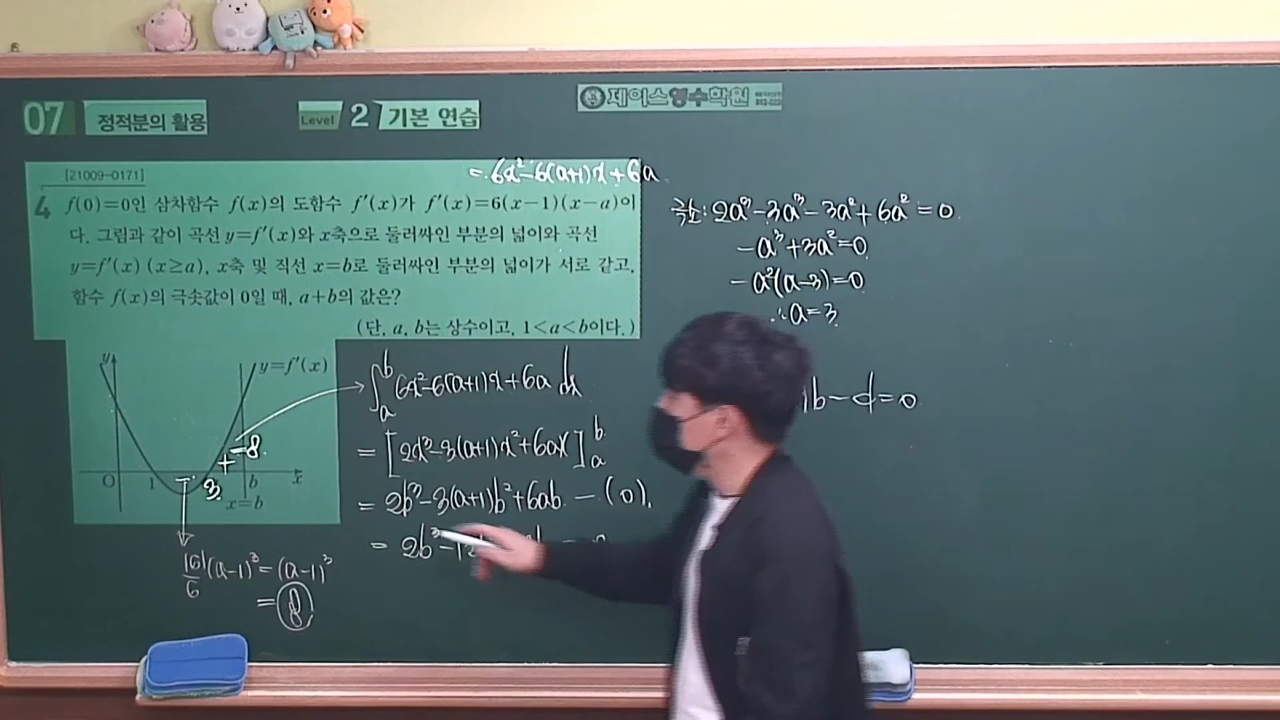 07 정적분의 활용
Level 2 기본 연습
제이스영수학원
[21009-0171]
= 6x²-6(a+1)x+6a
4 f(0)=0인 삼차함수 f(x)의 도함수 f'(x)가 f'(x)=6(x-1)(x-a)이
다. 그림과 같이 곡선 y=f'(x)와 x축으로 둘러싸인 부분의 넓이와 곡선
y=f'(x) (x≥a), x축 및 직선 x=b로 둘러싸인 부분의 넓이가 서로 같고,
함수 f(x)의 극솟값이 0일 때, a+b의 값은?
(단, a, b는 상수이고, 1<a<b이다.)
y
y=f'(x)
+
-8.
O 1 3 b x
x=b
|6|/6 (a-1)³=(a-1)³
= 8
∫_a^b 6x²-6(a+1)x+6a dx
= [2x³-3(a+1)x²+6ax]_a^b
= 2b³-3(a+1)b²+6ab - (0).
= 2b³-12
극소: 2a³-3a³-3a²+6a²=0.
-a³+3a²=0
-a²(a-3)=0
∴a=3.
b-d=0